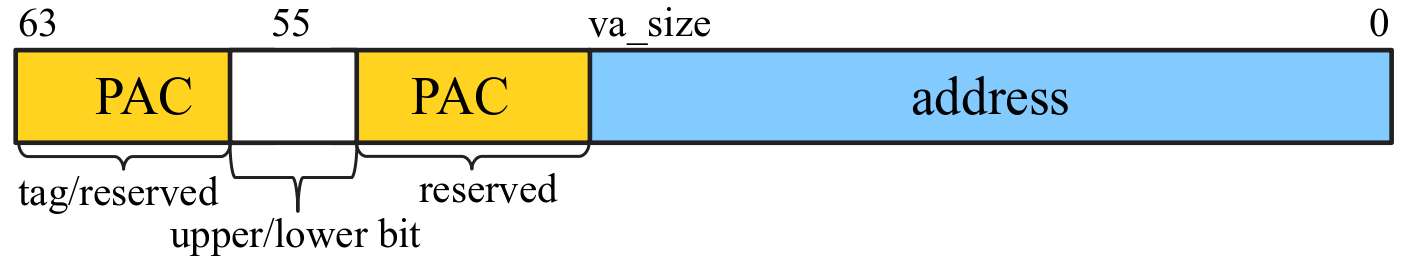 63 55 va_size 0
PAC PAC address
tag/reserved reserved
upper/lower bit